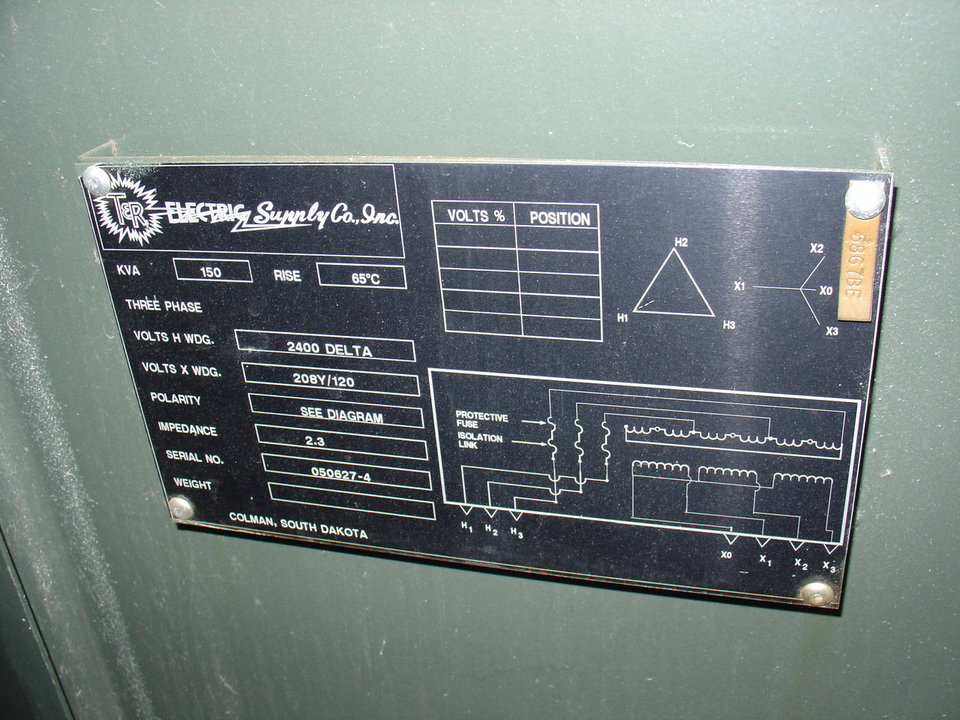 T&R ELECTRIC Supply Co., Inc.
KVA 150 RISE 65°C
THREE PHASE
VOLTS H WDG. 2400 DELTA
VOLTS X WDG. 208Y/120
POLARITY SEE DIAGRAM
IMPEDANCE 2.3
SERIAL NO. 050627-4
WEIGHT
COLMAN, SOUTH DAKOTA
VOLTS % POSITION
H2
H1
H3
X2
X1
X0
X3
6867BE
PROTECTIVE
FUSE
ISOLATION
LINK
H1 H2 H3
X0 X1 X2 X3